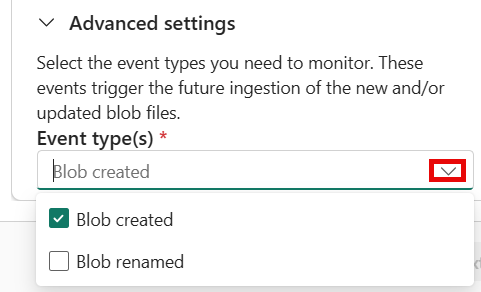 Advanced settings
Select the event types you need to monitor. These
events trigger the future ingestion of the new and/or
updated blob files.
Event type(s) *
Blob created
Blob created
Blob renamed